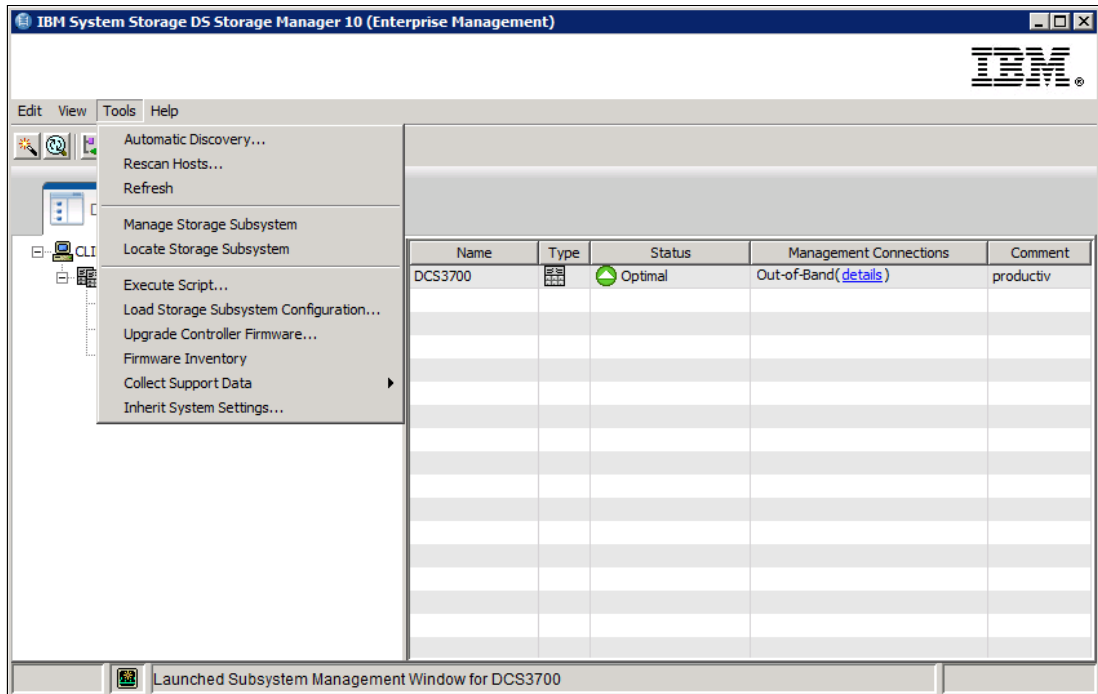 IBM System Storage DS Storage Manager 10 (Enterprise Management)
IBM®
Edit View Tools Help
Automatic Discovery...
Rescan Hosts...
Refresh
Manage Storage Subsystem
Locate Storage Subsystem
Execute Script...
Load Storage Subsystem Configuration...
Upgrade Controller Firmware...
Firmware Inventory
Collect Support Data
Inherit System Settings...
D
CLI
Name Type Status Management Connections Comment
DCS3700 Optimal Out-of-Band(details) productiv
Launched Subsystem Management Window for DCS3700